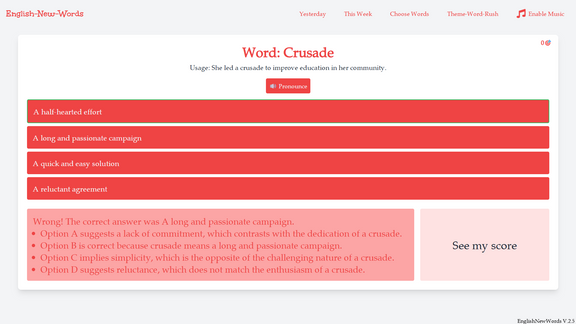 English-New-Words
Yesterday
This Week
Choose Words
Theme-Word-Rush
Enable Music
0
Word: Crusade
Usage: She led a crusade to improve education in her community.
Pronounce
A half-hearted effort
A long and passionate campaign
A quick and easy solution
A reluctant agreement
Wrong! The correct answer was A long and passionate campaign.
• Option A suggests a lack of commitment, which contrasts with the dedication of a crusade.
• Option B is correct because crusade means a long and passionate campaign.
• Option C implies simplicity, which is the opposite of the challenging nature of a crusade.
• Option D suggests reluctance, which does not match the enthusiasm of a crusade.
See my score
EnglishNewWords V 2.5